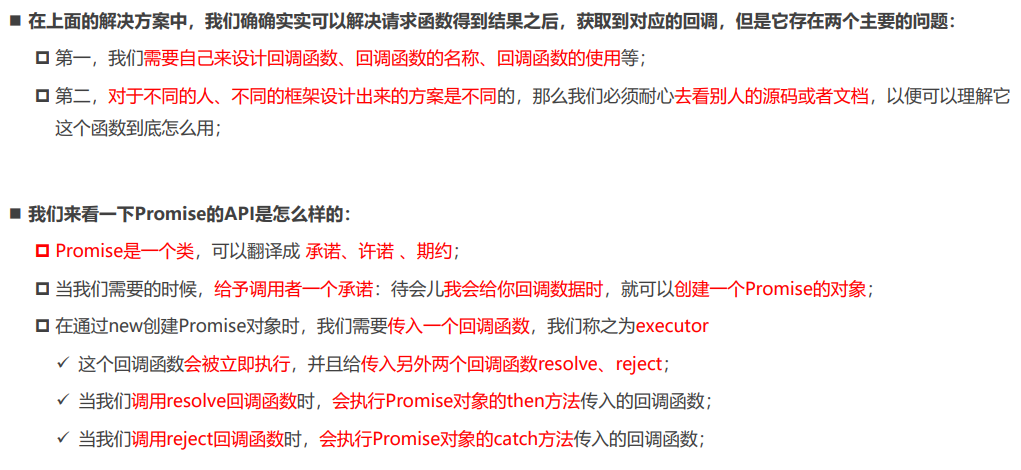 在上面的解决方案中，我们确确实实可以解决请求函数得到结果之后，获取到对应的回调，但是它存在两个主要的问题：
第一，我们需要自己来设计回调函数、回调函数的名称、回调函数的使用等；
第二，对于不同的人、不同的框架设计出来的方案是不同的，那么我们必须耐心去看别人的源码或者文档，以便可以理解它
这个函数到底怎么用；
我们来看一下Promise的API是怎么样的：
Promise是一个类，可以翻译成 承诺、许诺 、期约；
当我们需要的时候，给予调用者一个承诺：待会儿我会给你回调数据时，就可以创建一个Promise的对象；
在通过new创建Promise对象时，我们需要传入一个回调函数，我们称之为executor
✓ 这个回调函数会被立即执行，并且给传入另外两个回调函数resolve、reject；
✓ 当我们调用resolve回调函数时，会执行Promise对象的then方法传入的回调函数；
✓ 当我们调用reject回调函数时，会执行Promise对象的catch方法传入的回调函数；